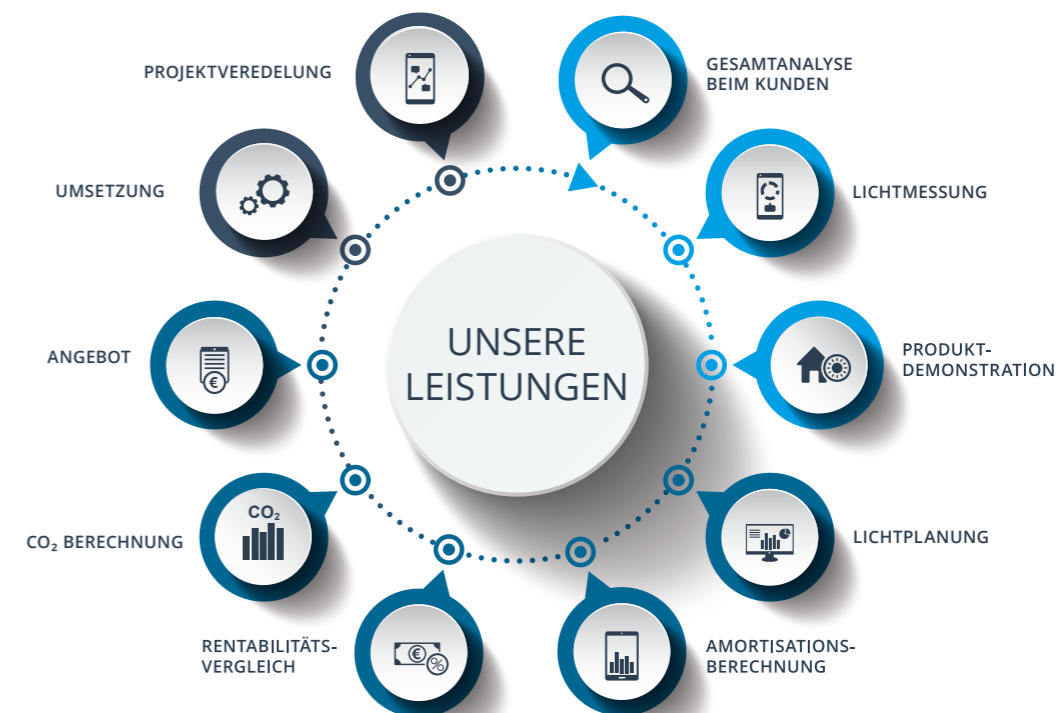 UNSERE
LEISTUNGEN
GESAMTANALYSE
BEIM KUNDEN
LICHTMESSUNG
PRODUKT-
DEMONSTRATION
LICHTPLANUNG
AMORTISATIONS-
BERECHNUNG
RENTABILITÄTS-
VERGLEICH
€
%
CO₂ BERECHNUNG
CO₂
ANGEBOT
€
UMSETZUNG
PROJEKTVEREDELUNG